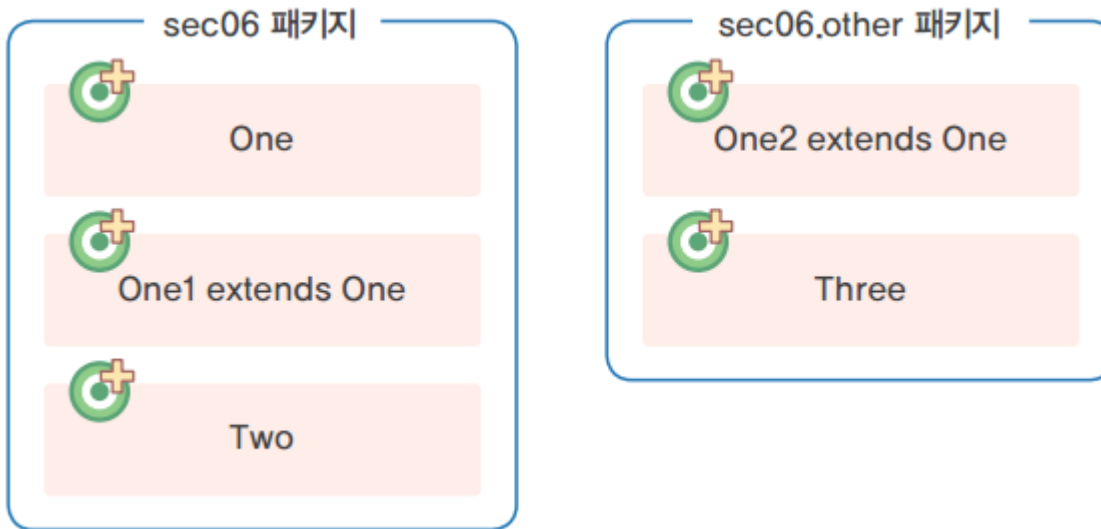 sec06 패키지
One
One1 extends One
Two
sec06.other 패키지
One2 extends One
Three